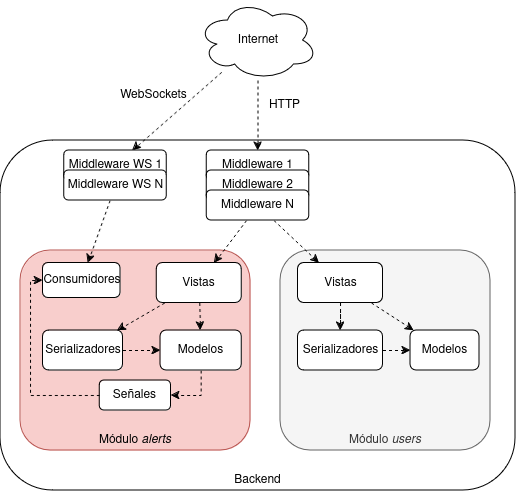 Internet
WebSockets
HTTP
Middleware WS 1
Middleware WS N
Middleware 1
Middleware 2
Middleware N
Consumidores
Vistas
Serializadores
Modelos
Señales
Módulo alerts
Vistas
Serializadores
Modelos
Módulo users
Backend